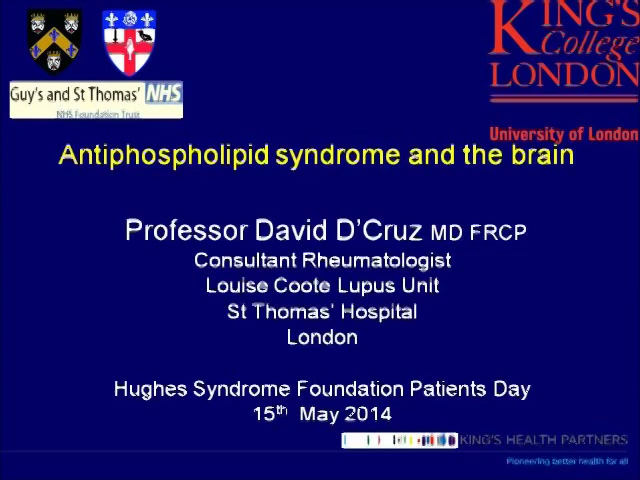 KING'S
College
LONDON
Guy's and St Thomas' NHS
NHS Foundation Trust
University of London
Antiphospholipid syndrome and the brain
Professor David D'Cruz MD FRCP
Consultant Rheumatologist
Louise Coote Lupus Unit
St Thomas' Hospital
London
Hughes Syndrome Foundation Patients Day
15th May 2014
KING'S HEALTH PARTNERS
Pioneering better health for all